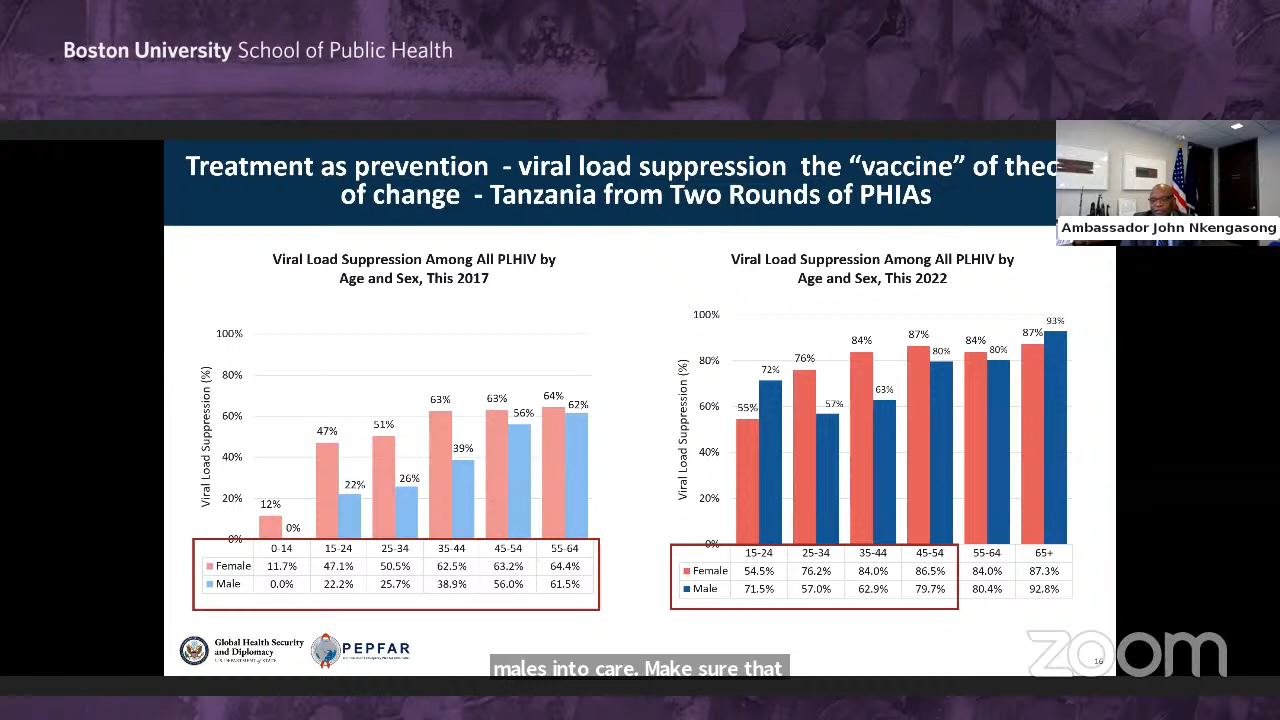 Boston University School of Public Health
Treatment as prevention - viral load suppression the “vaccine” of theo
of change - Tanzania from Two Rounds of PHIAs
Ambassador John Nkengasong
Viral Load Suppression Among All PLHIV by
Age and Sex, This 2017
Viral Load Suppression (%)
100%
80%
60%
40%
20%
0%
12%
0%
47%
22%
51%
26%
63%
39%
63%
56%
64%
62%
0-14 15-24 25-34 35-44 45-54 55-64
Female 11.7% 47.1% 50.5% 62.5% 63.2% 64.4%
Male 0.0% 22.2% 25.7% 38.9% 56.0% 61.5%
Viral Load Suppression Among All PLHIV by
Age and Sex, This 2022
Viral Load Suppression (%)
100%
80%
60%
40%
20%
0%
55%
72%
76%
57%
84%
63%
87%
80%
84%
80%
87%
93%
15-24 25-34 35-44 45-54 55-64 65+
Female 54.5% 76.2% 84.0% 86.5% 84.0% 87.3%
Male 71.5% 57.0% 62.9% 79.7% 80.4% 92.8%
Global Health Security
and Diplomacy
U.S. DEPARTMENT of STATE
PEPFAR
males into care. Make sure that
zoom
16